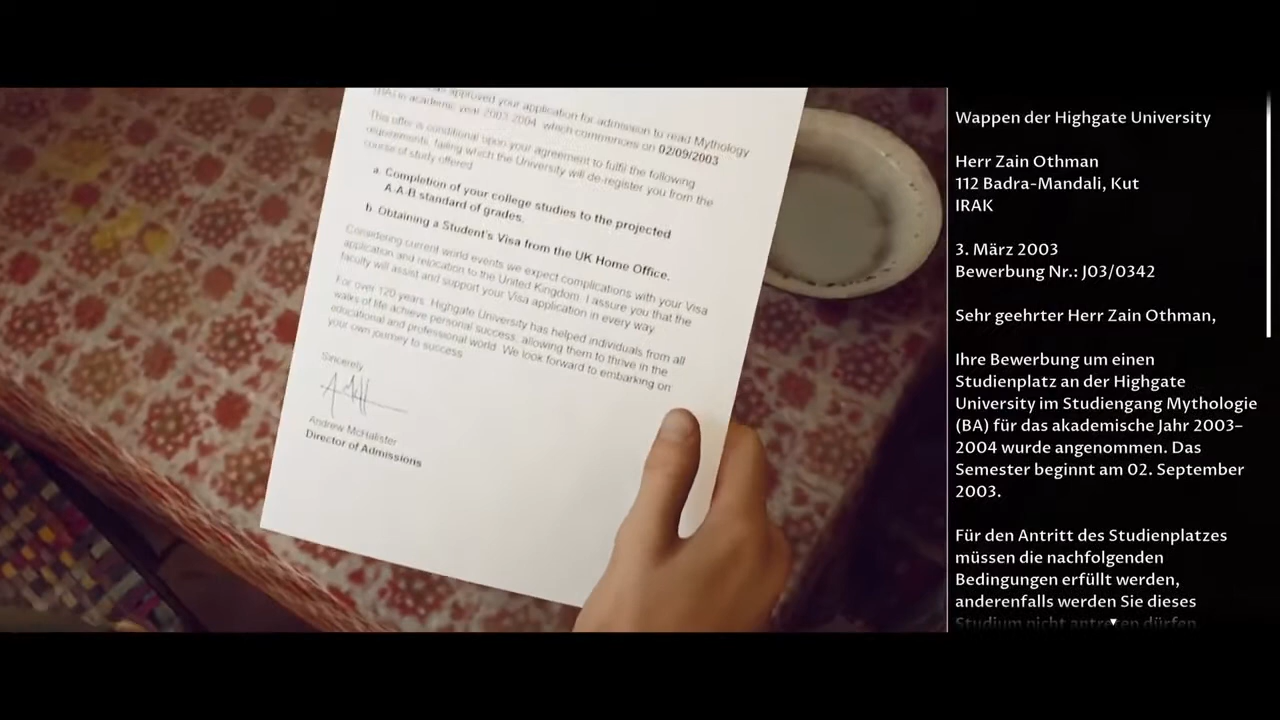 approved your application for admission to read Mythology
(BA) in academic year 2003-2004, which commences on 02/09/2003
This offer is conditional upon your agreement to fulfil the following
requirements, failing which the University will de-register you from the
course of study offered.
a. Completion of your college studies to the projected
A-A-B standard of grades.
b. Obtaining a Student's Visa from the UK Home Office.
Considering current world events we expect complications with your Visa
application and relocation to the United Kingdom. I assure you that the
faculty will assist and support your Visa application in every way.
For over 120 years, Highgate University has helped individuals from all
walks of life achieve personal success, allowing them to thrive in the
educational and professional world. We look forward to embarking on
your own journey to success.
Sincerely
Andrew McHalister
Director of Admissions
Wappen der Highgate University
Herr Zain Othman
112 Badra-Mandali, Kut
IRAK
3. März 2003
Bewerbung Nr.: J03/0342
Sehr geehrter Herr Zain Othman,
Ihre Bewerbung um einen
Studienplatz an der Highgate
University im Studiengang Mythologie
(BA) für das akademische Jahr 2003–
2004 wurde angenommen. Das
Semester beginnt am 02. September
2003.
Für den Antritt des Studienplatzes
müssen die nachfolgenden
Bedingungen erfüllt werden,
anderenfalls werden Sie dieses
Studium nicht antreten dürfen